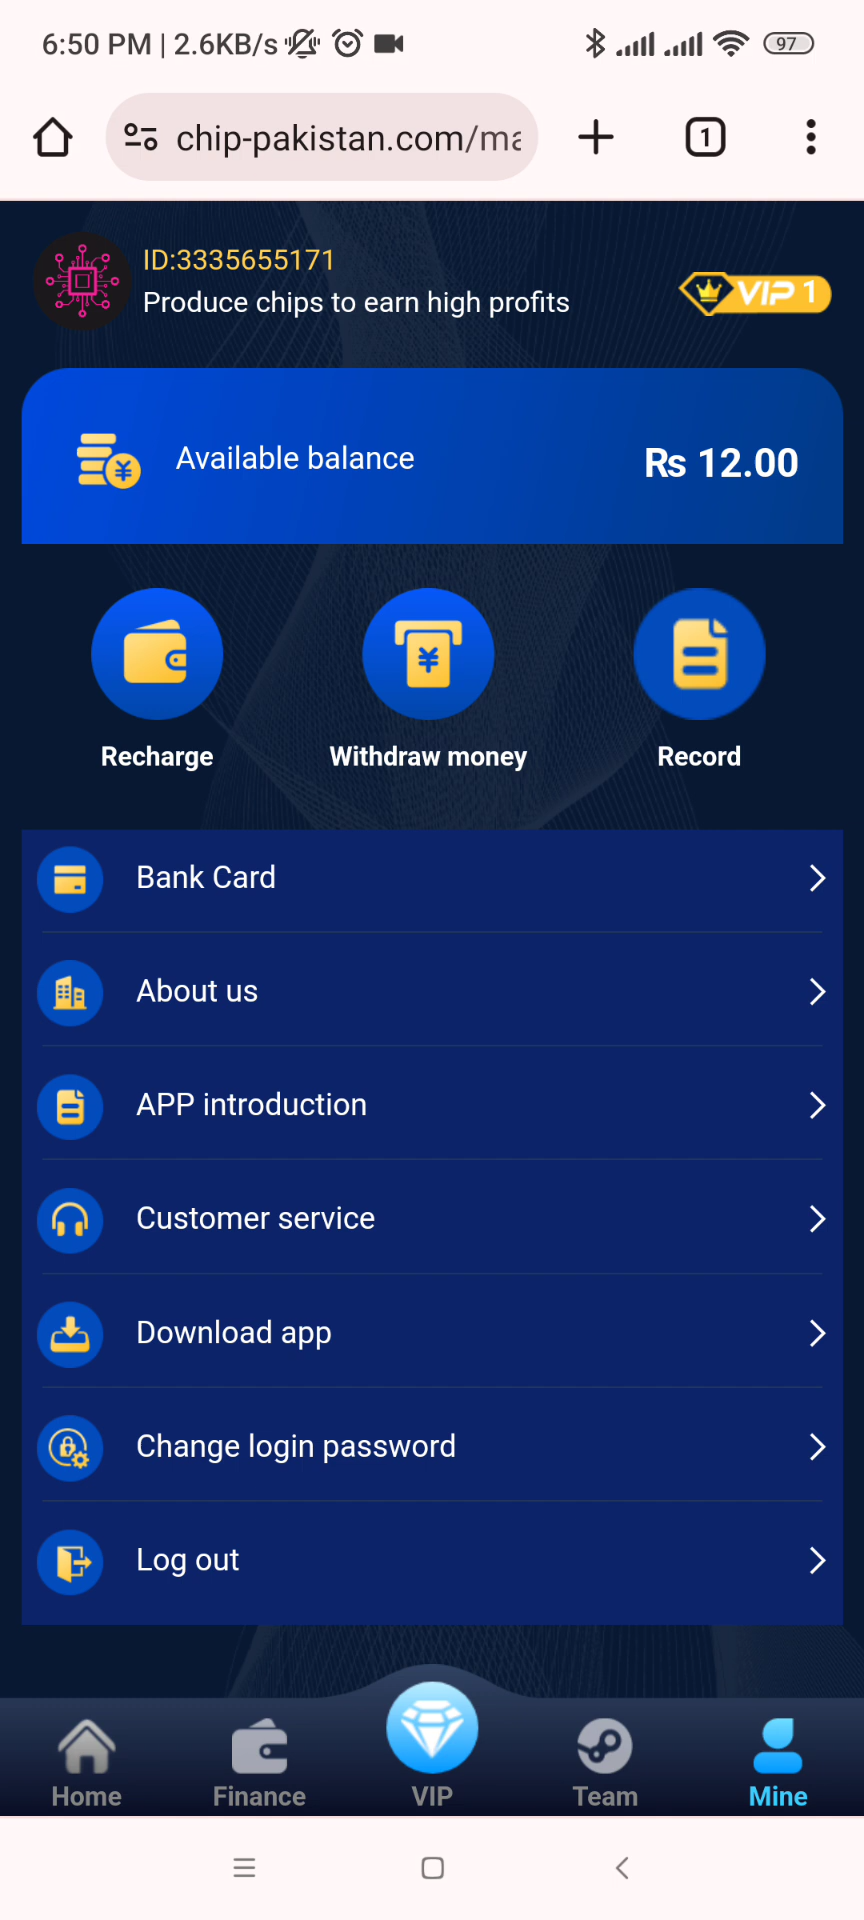 6:50 PM | 2.6KB/s
97
chip-pakistan.com/ma
1
ID:3335655171
Produce chips to earn high profits
VIP 1
Available balance
Rs 12.00
Recharge
Withdraw money
Record
Bank Card
About us
APP introduction
Customer service
Download app
Change login password
Log out
Home
Finance
VIP
Team
Mine